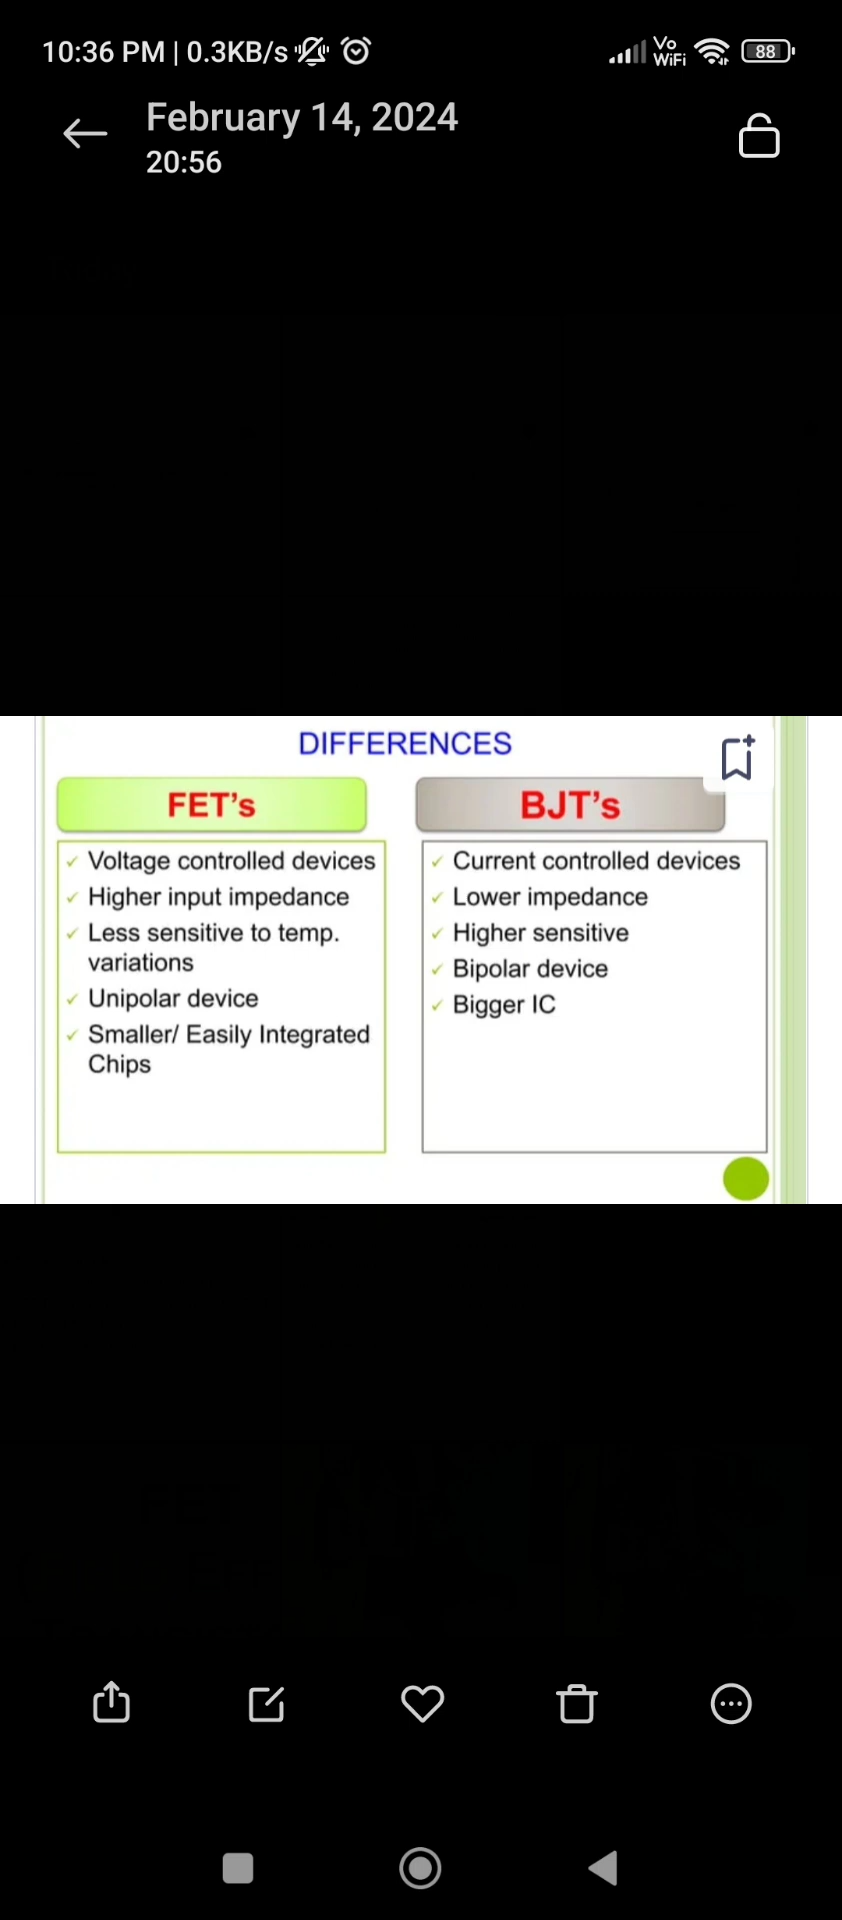 10:36 PM | 0.3KB/s
Vo
WiFi
88
February 14, 2024
20:56
DIFFERENCES
FET's
BJT's
Voltage controlled devices
Higher input impedance
Less sensitive to temp.
variations
Unipolar device
Smaller/ Easily Integrated
Chips
Current controlled devices
Lower impedance
Higher sensitive
Bipolar device
Bigger IC